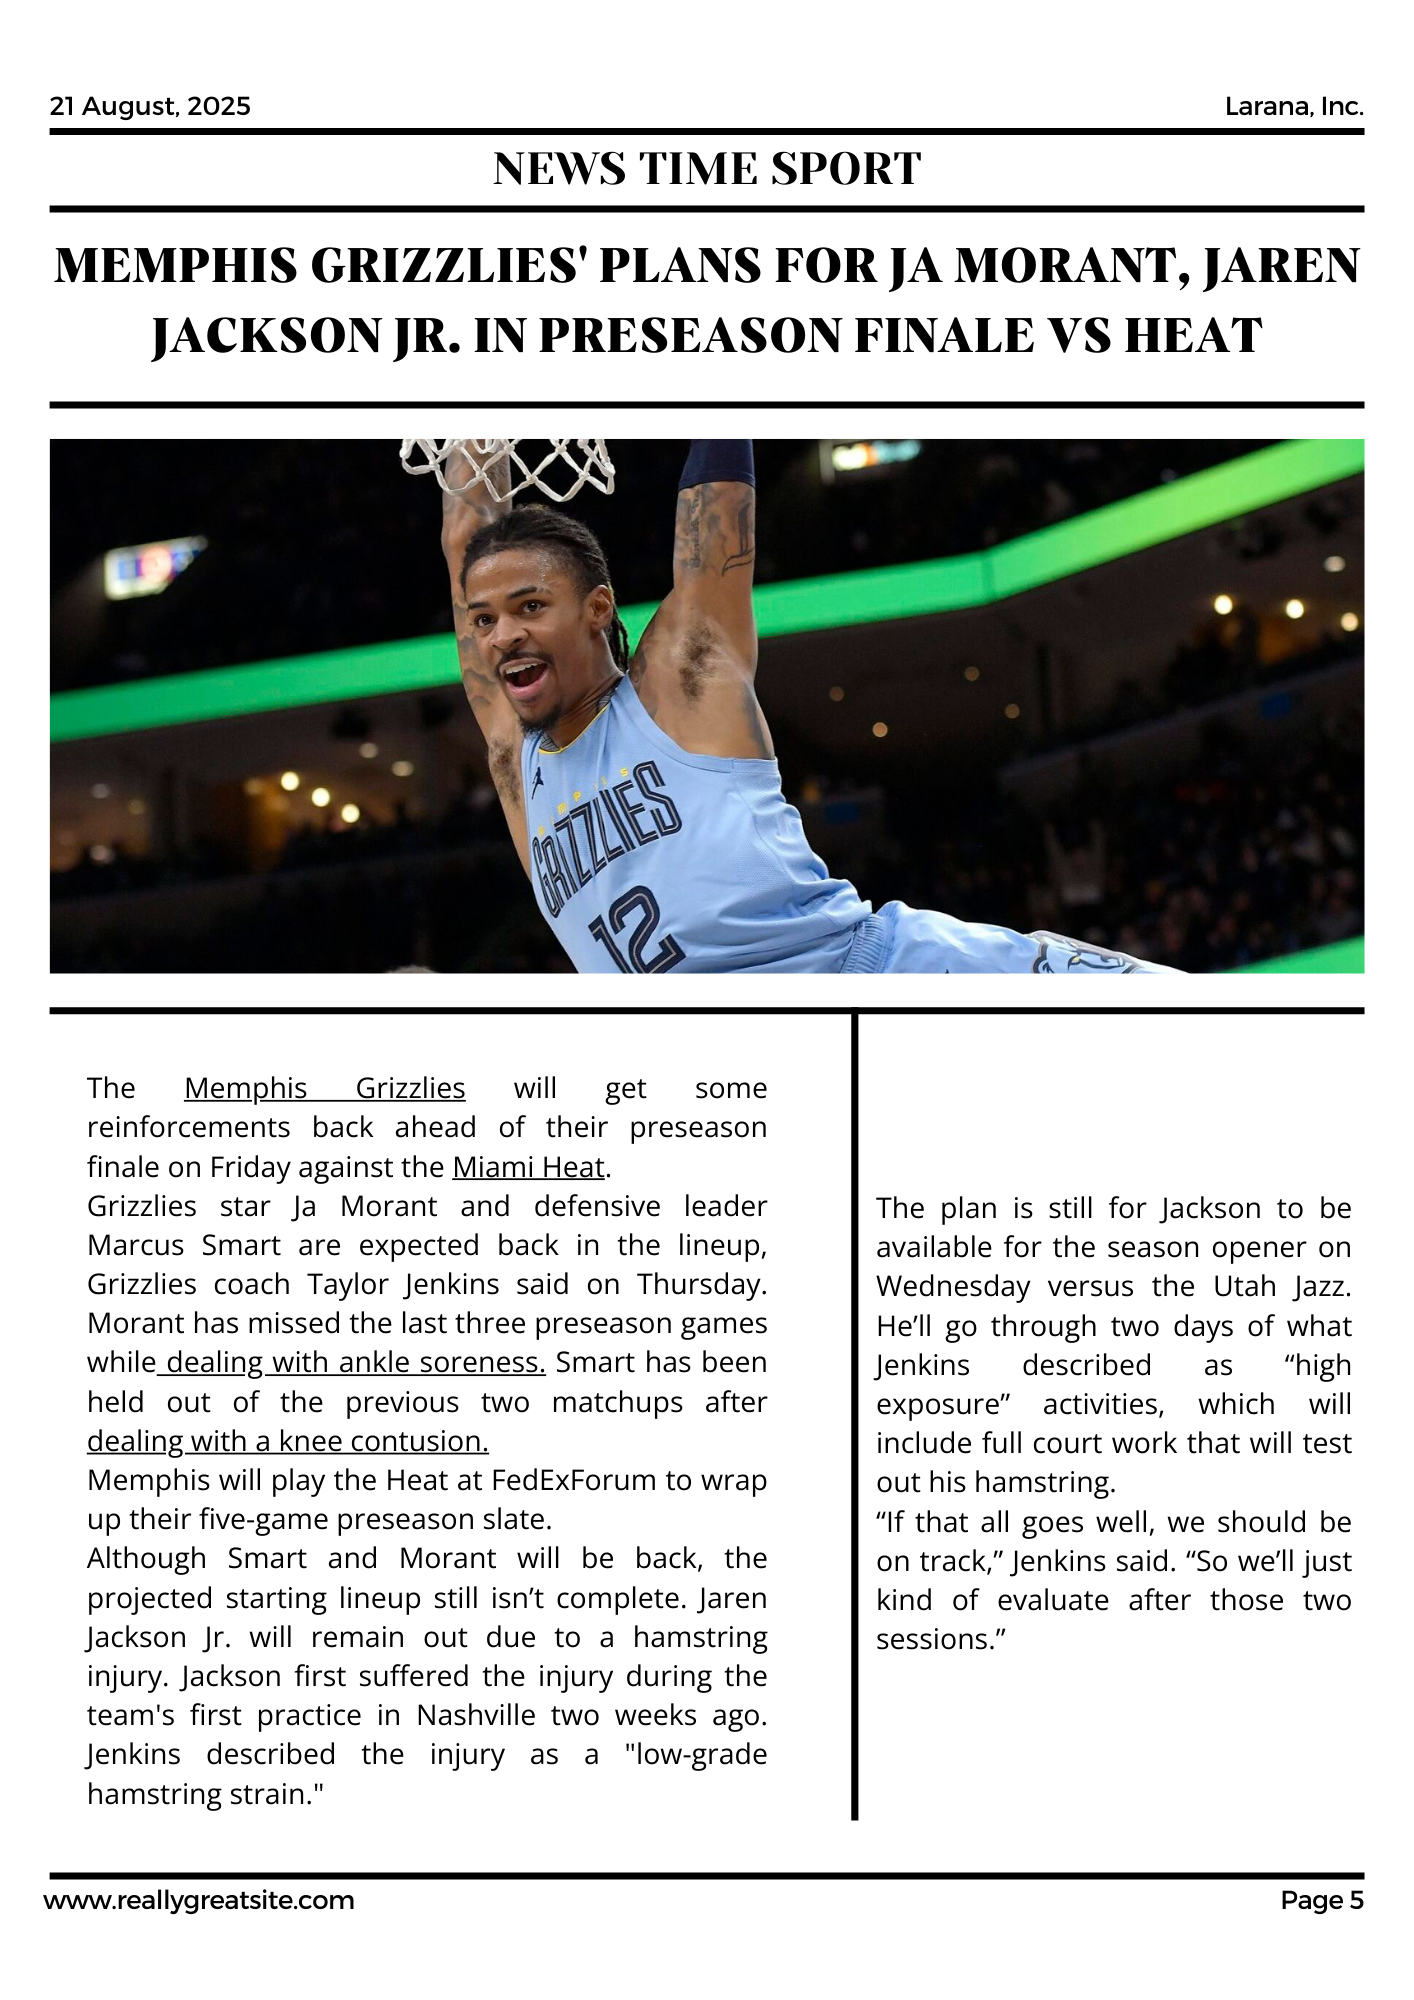 21 August, 2025
Larana, Inc.
NEWS TIME SPORT
MEMPHIS GRIZZLIES' PLANS FOR JA MORANT, JAREN
JACKSON JR. IN PRESEASON FINALE VS HEAT
MEMPHIS
GRIZZLIES
12
The Memphis Grizzlies will get some
reinforcements back ahead of their preseason
finale on Friday against the Miami Heat.
Grizzlies star Ja Morant and defensive leader
Marcus Smart are expected back in the lineup,
Grizzlies coach Taylor Jenkins said on Thursday.
Morant has missed the last three preseason games
while dealing with ankle soreness. Smart has been
held out of the previous two matchups after
dealing with a knee contusion.
Memphis will play the Heat at FedExForum to wrap
up their five-game preseason slate.
Although Smart and Morant will be back, the
projected starting lineup still isn’t complete. Jaren
Jackson Jr. will remain out due to a hamstring
injury. Jackson first suffered the injury during the
team's first practice in Nashville two weeks ago.
Jenkins described the injury as a "low-grade
hamstring strain."
The plan is still for Jackson to be
available for the season opener on
Wednesday versus the Utah Jazz.
He’ll go through two days of what
Jenkins described as “high
exposure” activities, which will
include full court work that will test
out his hamstring.
“If that all goes well, we should be
on track,” Jenkins said. “So we’ll just
kind of evaluate after those two
sessions.”
www.reallygreatsite.com
Page 5